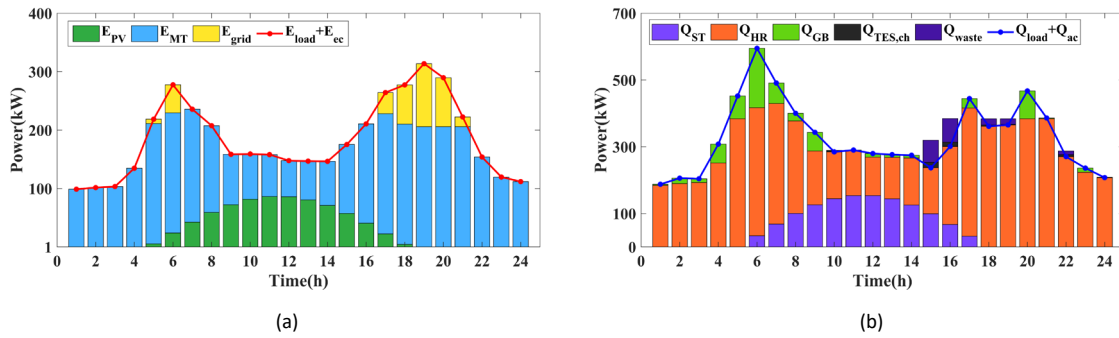 E_PV E_MT E_grid E_load+E_ec
Power(kW)
400
300
200
100
1
0 2 4 6 8 10 12 14 16 18 20 22 24
Time(h)
(a)
Q_ST Q_HR Q_GB Q_TES,ch Q_waste Q_load+Q_ac
Power(kW)
700
500
300
100
0
0 2 4 6 8 10 12 14 16 18 20 22 24
Time(h)
(b)